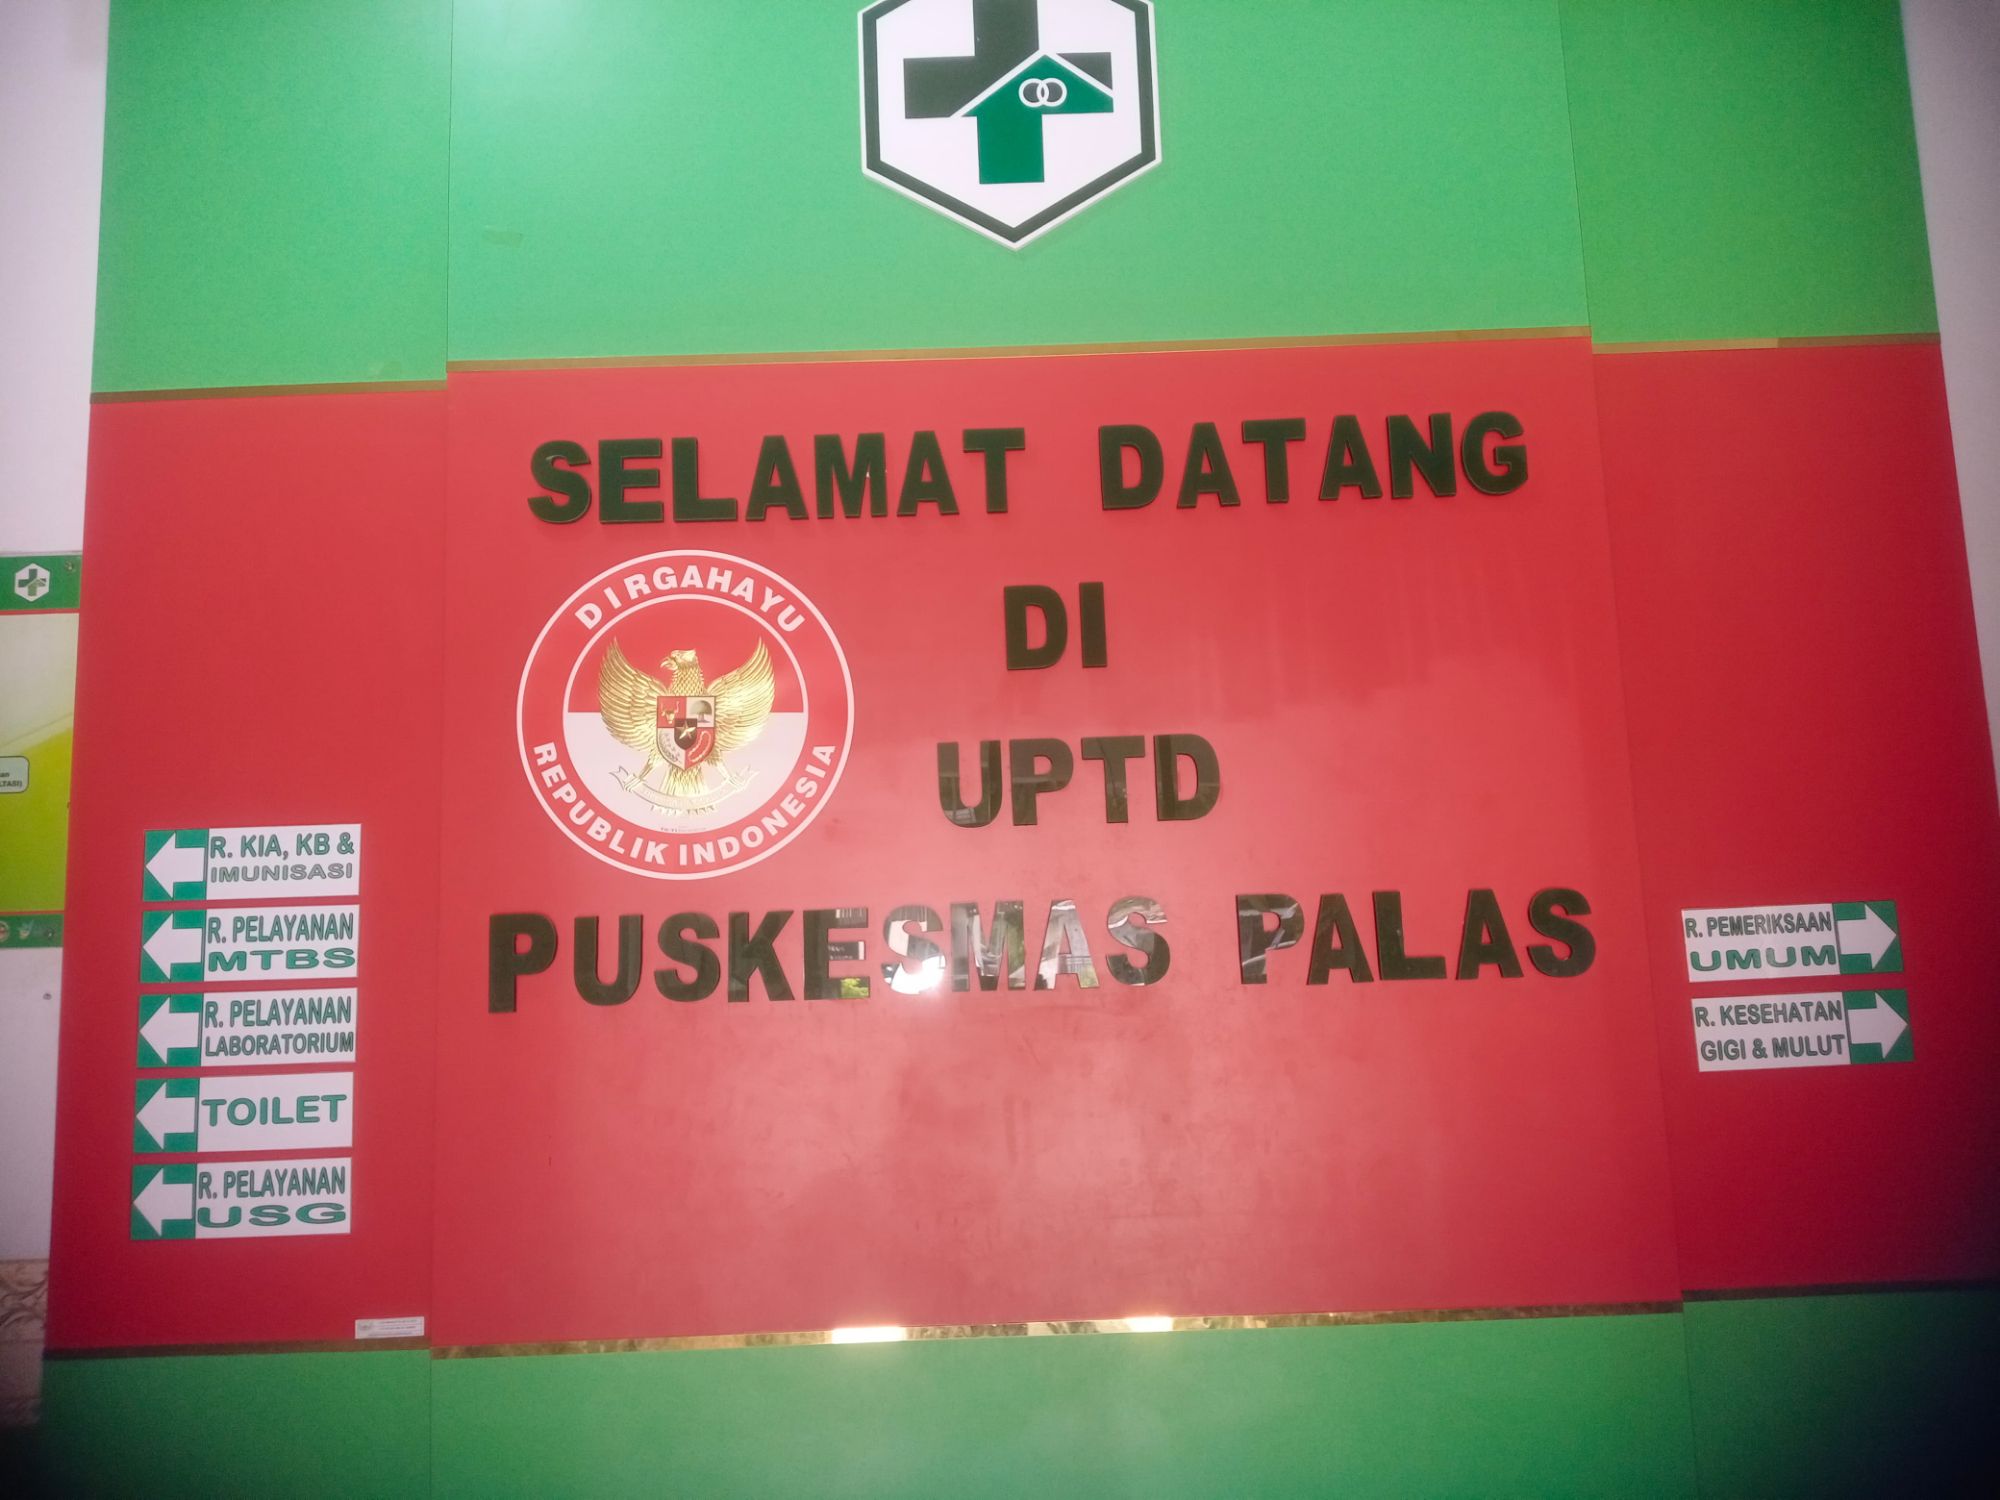 SELAMAT DATANG
DI
UPTD
PUSKESMAS PALAS
DIRGAHAYU
REPUBLIK INDONESIA
R. KIA, KB &
IMUNISASI
R. PELAYANAN
MTBS
R. PELAYANAN
LABORATORIUM
TOILET
R. PELAYANAN
USG
R. PEMERIKSAAN
UMUM
R. KESEHATAN
GIGI & MULUT